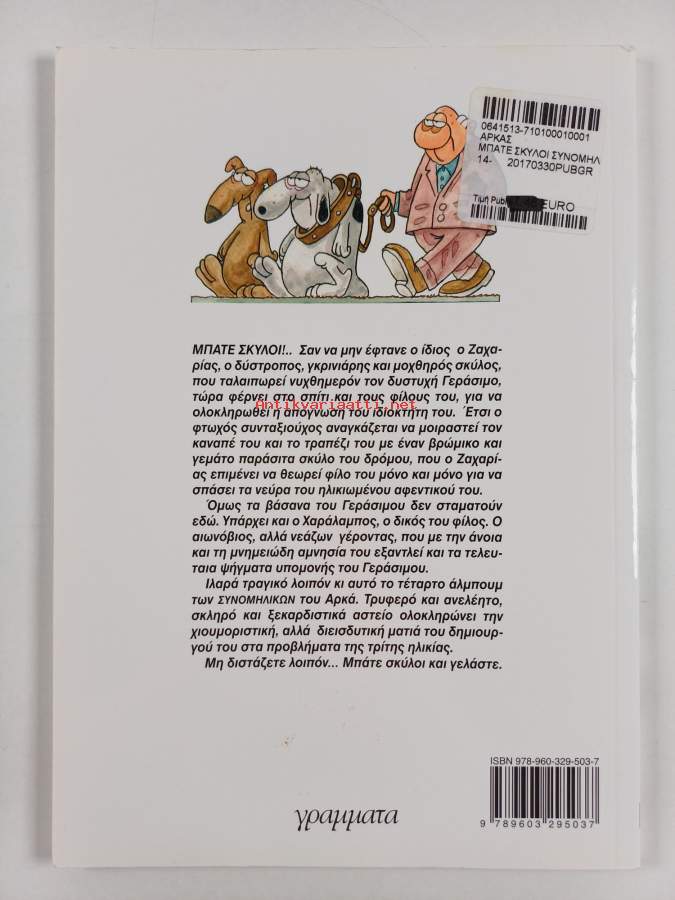 0641513-710100010001
ΑΡΚΑΣ
ΜΠΑΤΕ ΣΚΥΛΟΙ ΣΥΝΟΜΗΛ
14- 20170330PUBGR
Τιμή Publi
EURO
ΜΠΑΤΕ ΣΚΥΛΟΙ!.. Σαν να μην έφτανε ο ίδιος ο Ζαχα-
ρίας, ο δύστροπος, γκρινιάρης και μοχθηρός σκύλος,
που ταλαιπωρεί νυχθημερόν τον δυστυχή Γεράσιμο,
τώρα φέρνει στο σπίτι και τους φίλους του, για να
Antikvariaatti.net
ολοκληρωθεί η απόγνωση του ιδιοκτήτη του. Έτσι ο
φτωχός συνταξιούχος αναγκάζεται να μοιραστεί τον
καναπέ του και το τραπέζι του με έναν βρώμικο και
γεμάτο παράσιτα σκύλο του δρόμου, που ο Ζαχαρί-
ας επιμένει να θεωρεί φίλο του μόνο και μόνο για να
σπάσει τα νεύρα του ηλικιωμένου αφεντικού του.
Όμως τα βάσανα του Γεράσιμου δεν σταματούν
εδώ. Υπάρχει και ο Χαράλαμπος, ο δικός του φίλος. Ο
αιωνόβιος, αλλά νεάζων γέροντας, που με την άνοια
και τη μνημειώδη αμνησία του εξαντλεί και τα τελευ-
ταια ψήγματα υπομονής του Γεράσιμου.
Ιλαρά τραγικό λοιπόν κι αυτό το τέταρτο άλμπουμ
των ΣΥΝΟΜΗΛΙΚΩΝ του Αρκά. Τρυφερό και ανελέητο,
σκληρό και ξεκαρδιστικά αστείο ολοκληρώνει την
χιουμοριστική, αλλά διεισδυτική ματιά του δημιουρ-
γού του στα προβλήματα της τρίτης ηλικίας.
Μη διστάζετε λοιπόν... Μπάτε σκύλοι και γελάστε.
ISBN 978-960-329-503-7
9 789603 295037
γράμματα